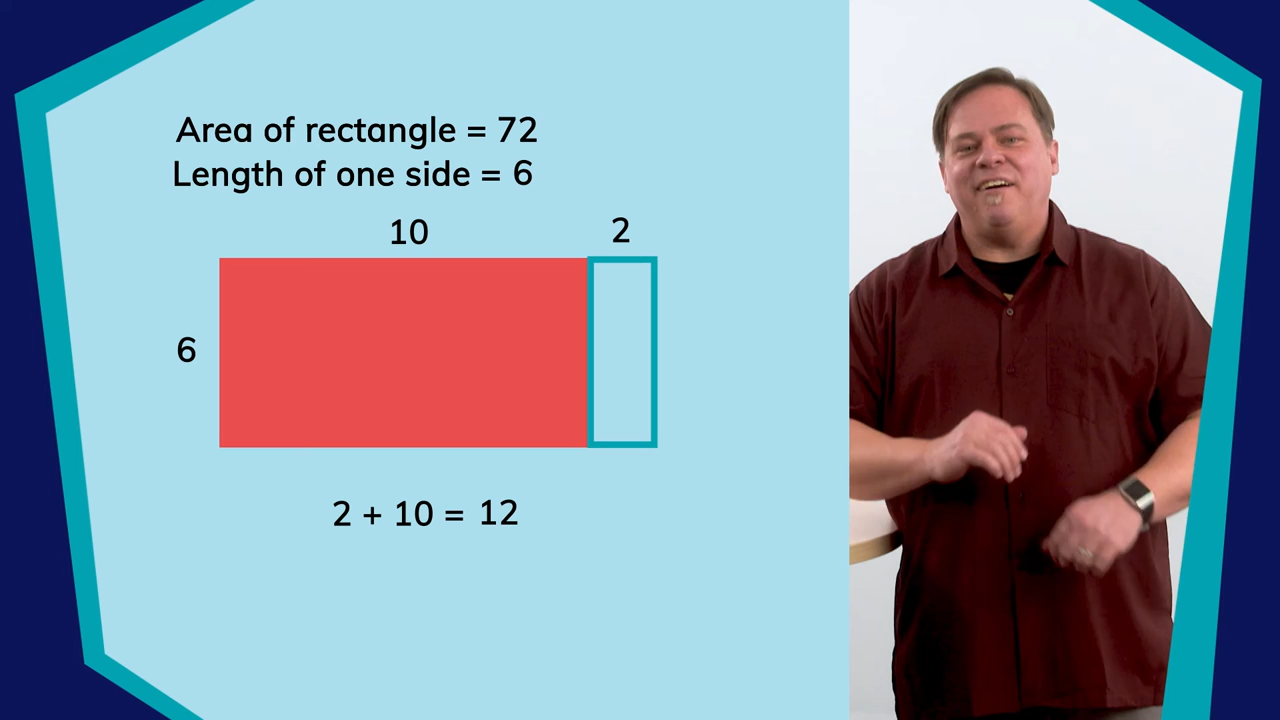 Area of rectangle = 72
Length of one side = 6
10 2
6
2 + 10 = 12